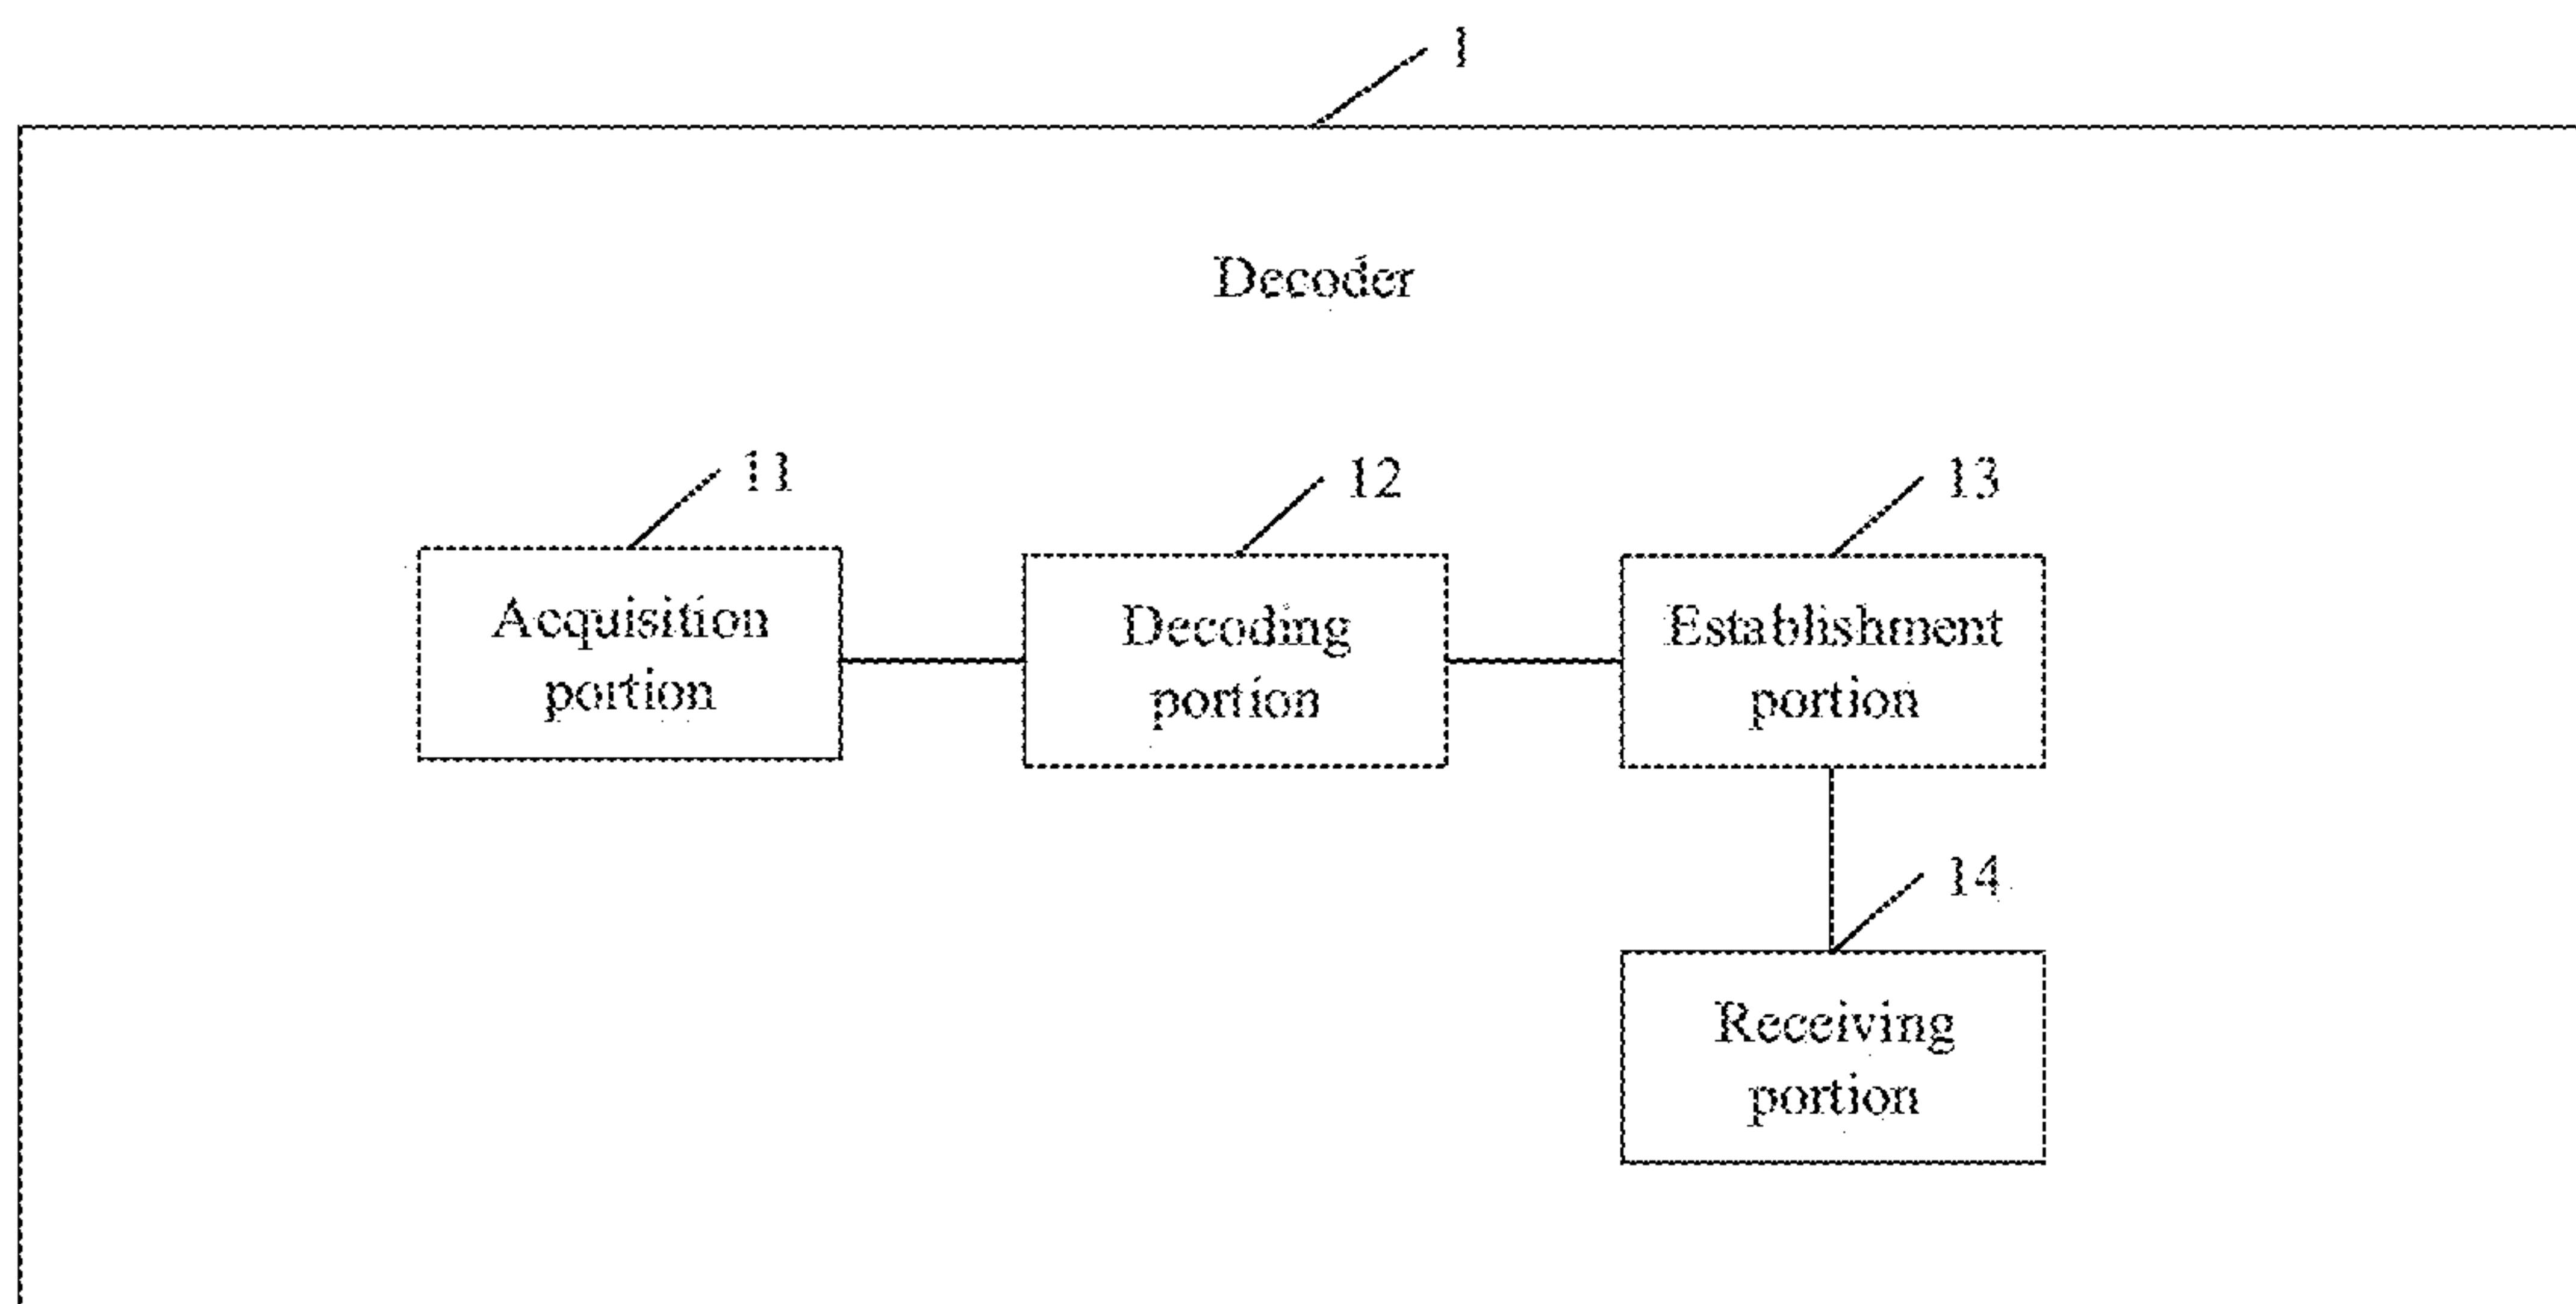 1
Decoder
11
12
13
Acquisition
portion
Decoding
portion
Establishment
portion
14
Receiving
portion